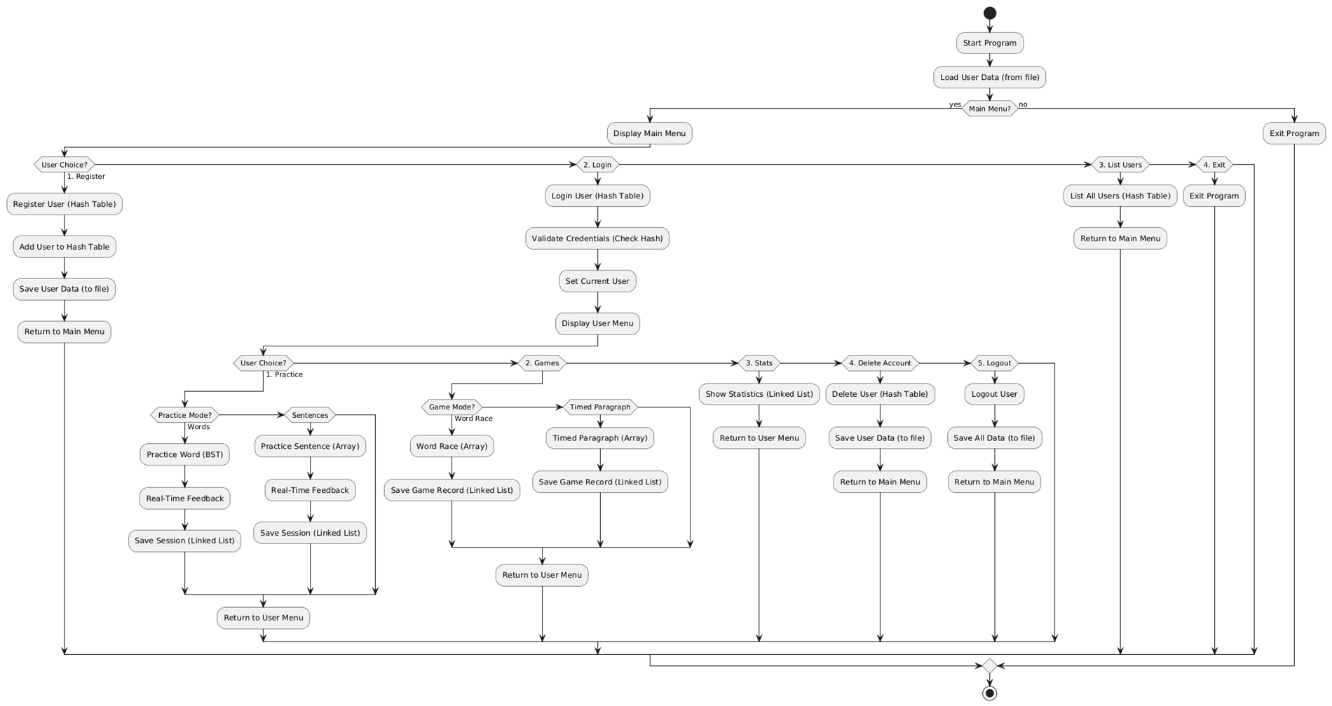 Start Program
Load User Data (from file)
yes
Main Menu?
no
Display Main Menu
Exit Program
User Choice?
1. Register
2. Login
3. List Users
4. Exit
Register User (Hash Table)
Login User (Hash Table)
List All Users (Hash Table)
Exit Program
Add User to Hash Table
Validate Credentials (Check Hash)
Return to Main Menu
Save User Data (to file)
Set Current User
Return to Main Menu
Display User Menu
User Choice?
1. Practice
2. Games
3. Stats
4. Delete Account
5. Logout
Practice Mode?
Words
Sentences
Game Mode?
Word Race
Timed Paragraph
Show Statistics (Linked List)
Delete User (Hash Table)
Logout User
Practice Word (BST)
Practice Sentence (Array)
Word Race (Array)
Timed Paragraph (Array)
Return to User Menu
Save User Data (to file)
Save All Data (to file)
Real-Time Feedback
Real-Time Feedback
Save Game Record (Linked List)
Save Game Record (Linked List)
Return to Main Menu
Return to Main Menu
Save Session (Linked List)
Save Session (Linked List)
Return to User Menu
Return to User Menu